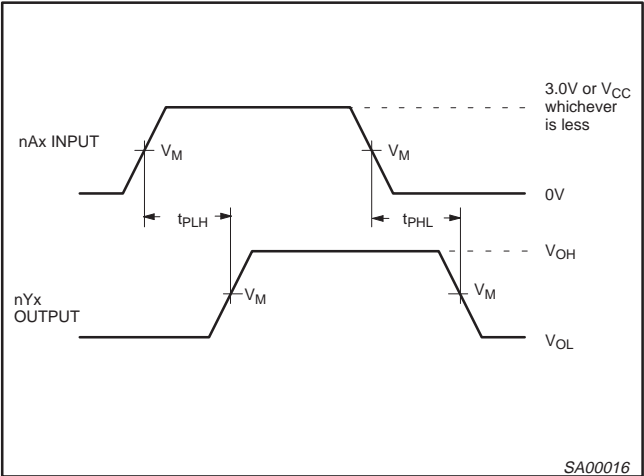 3.0V or VCC
whichever
is less
nAx INPUT
VM
VM
0V
tPLH
tPHL
VOH
nYx
OUTPUT
VM
VM
VOL
SA00016